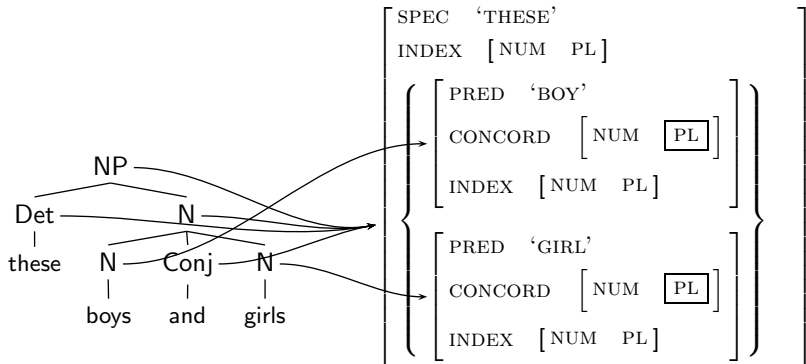 SPEC ‘THESE’
INDEX [NUM PL]
PRED ‘BOY’
CONCORD [NUM PL]
INDEX [NUM PL]
PRED ‘GIRL’
CONCORD [NUM PL]
INDEX [NUM PL]
NP
Det N
these N Conj N
boys and girls